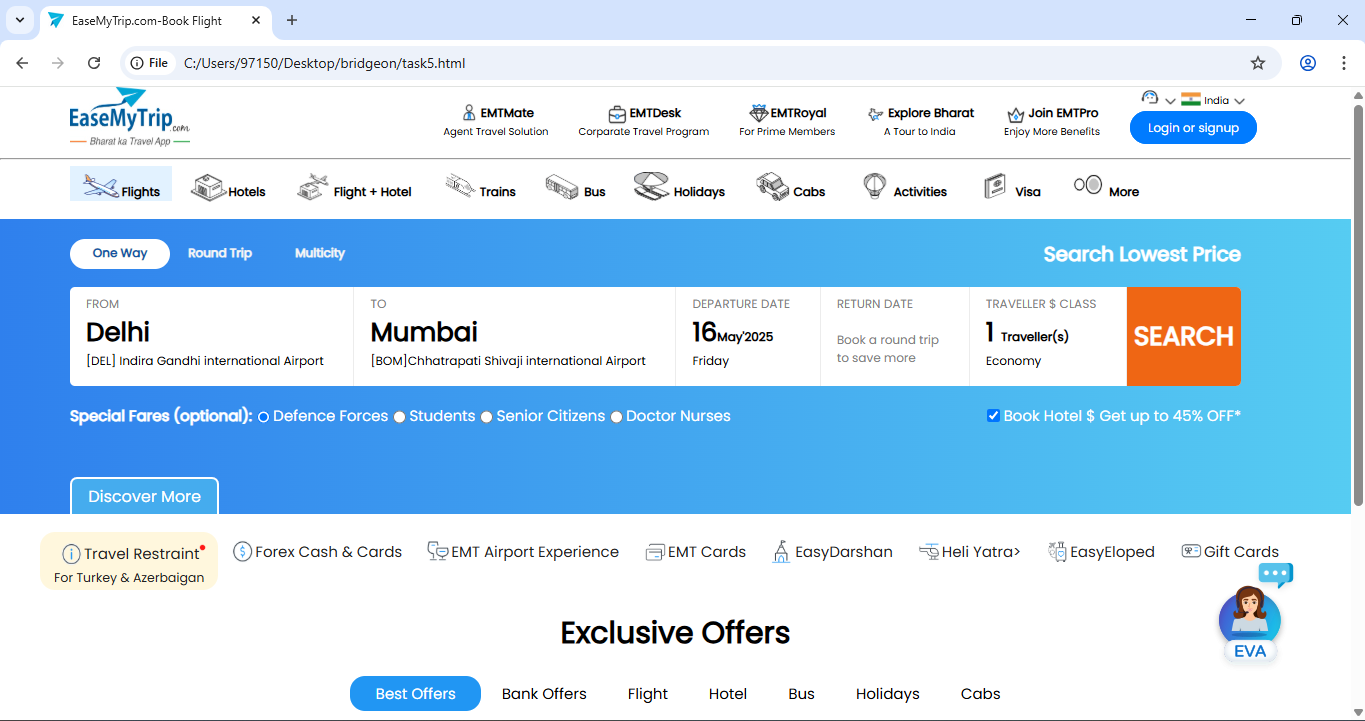 EaseMyTrip.com-Book Flight
File C:/Users/97150/Desktop/bridgeon/task5.html
EaseMyTrip.com
Bharat ka Travel App
EMTMate
Agent Travel Solution
EMTDesk
Corporate Travel Program
EMTRoyal
For Prime Members
Explore Bharat
A Tour to India
Join EMTPro
Enjoy More Benefits
India
Login or signup
Flights Hotels Flight + Hotel Trains Bus Holidays Cabs Activities Visa More
One Way Round Trip Multicity Search Lowest Price
FROM
Delhi
[DEL] Indira Gandhi international Airport
TO
Mumbai
[BOM]Chhatrapati Shivaji international Airport
DEPARTURE DATE
16May'2025
Friday
RETURN DATE
Book a round trip
to save more
TRAVELLER $ CLASS
1 Traveller(s)
Economy
SEARCH
Special Fares (optional): Defence Forces Students Senior Citizens Doctor Nurses Book Hotel $ Get up to 45% OFF*
Discover More
Travel Restraint
For Turkey & Azerbaigan
Forex Cash & Cards EMT Airport Experience EMT Cards EasyDarshan Heli Yatra> EasyEloped Gift Cards
EVA
Exclusive Offers
Best Offers Bank Offers Flight Hotel Bus Holidays Cabs